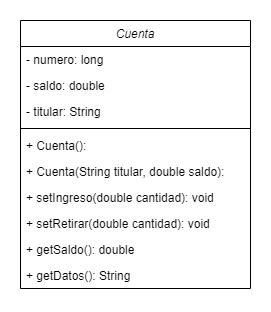 Cuenta
- numero: long
- saldo: double
- titular: String
+ Cuenta():
+ Cuenta(String titular, double saldo):
+ setIngreso(double cantidad): void
+ setRetirar(double cantidad): void
+ getSaldo(): double
+ getDatos(): String